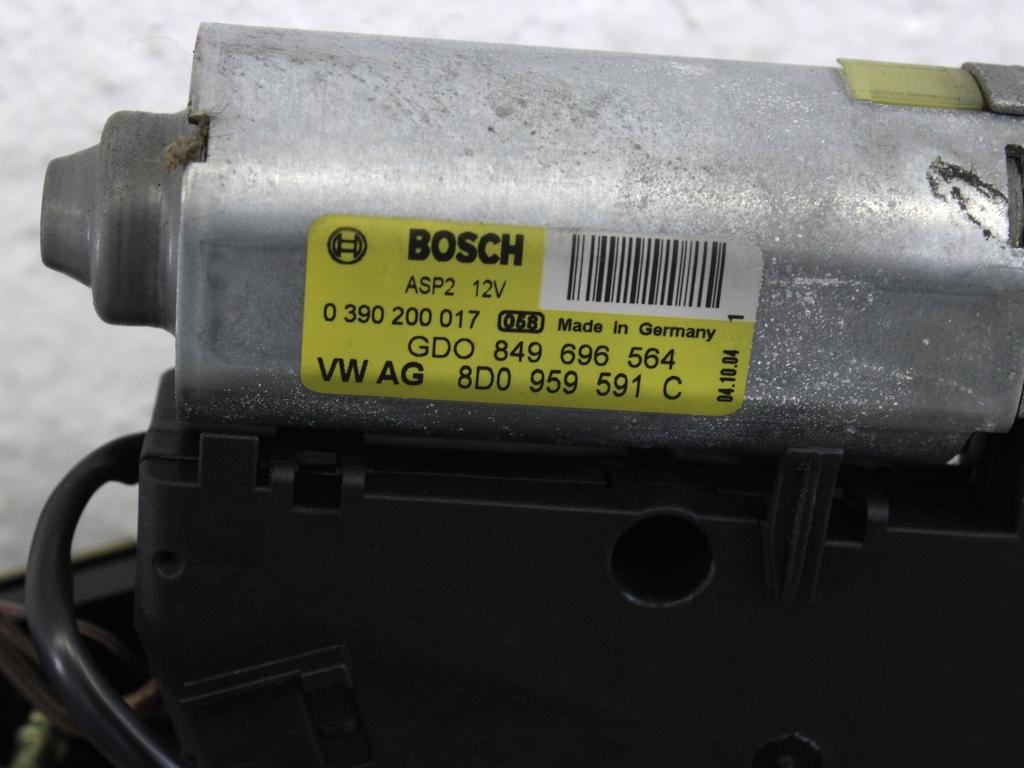 BOSCH
ASP2 12V
0 390 200 017 058 Made in Germany
GDO 849 696 564
VW AG 8D0 959 591 C
1
04.10.04